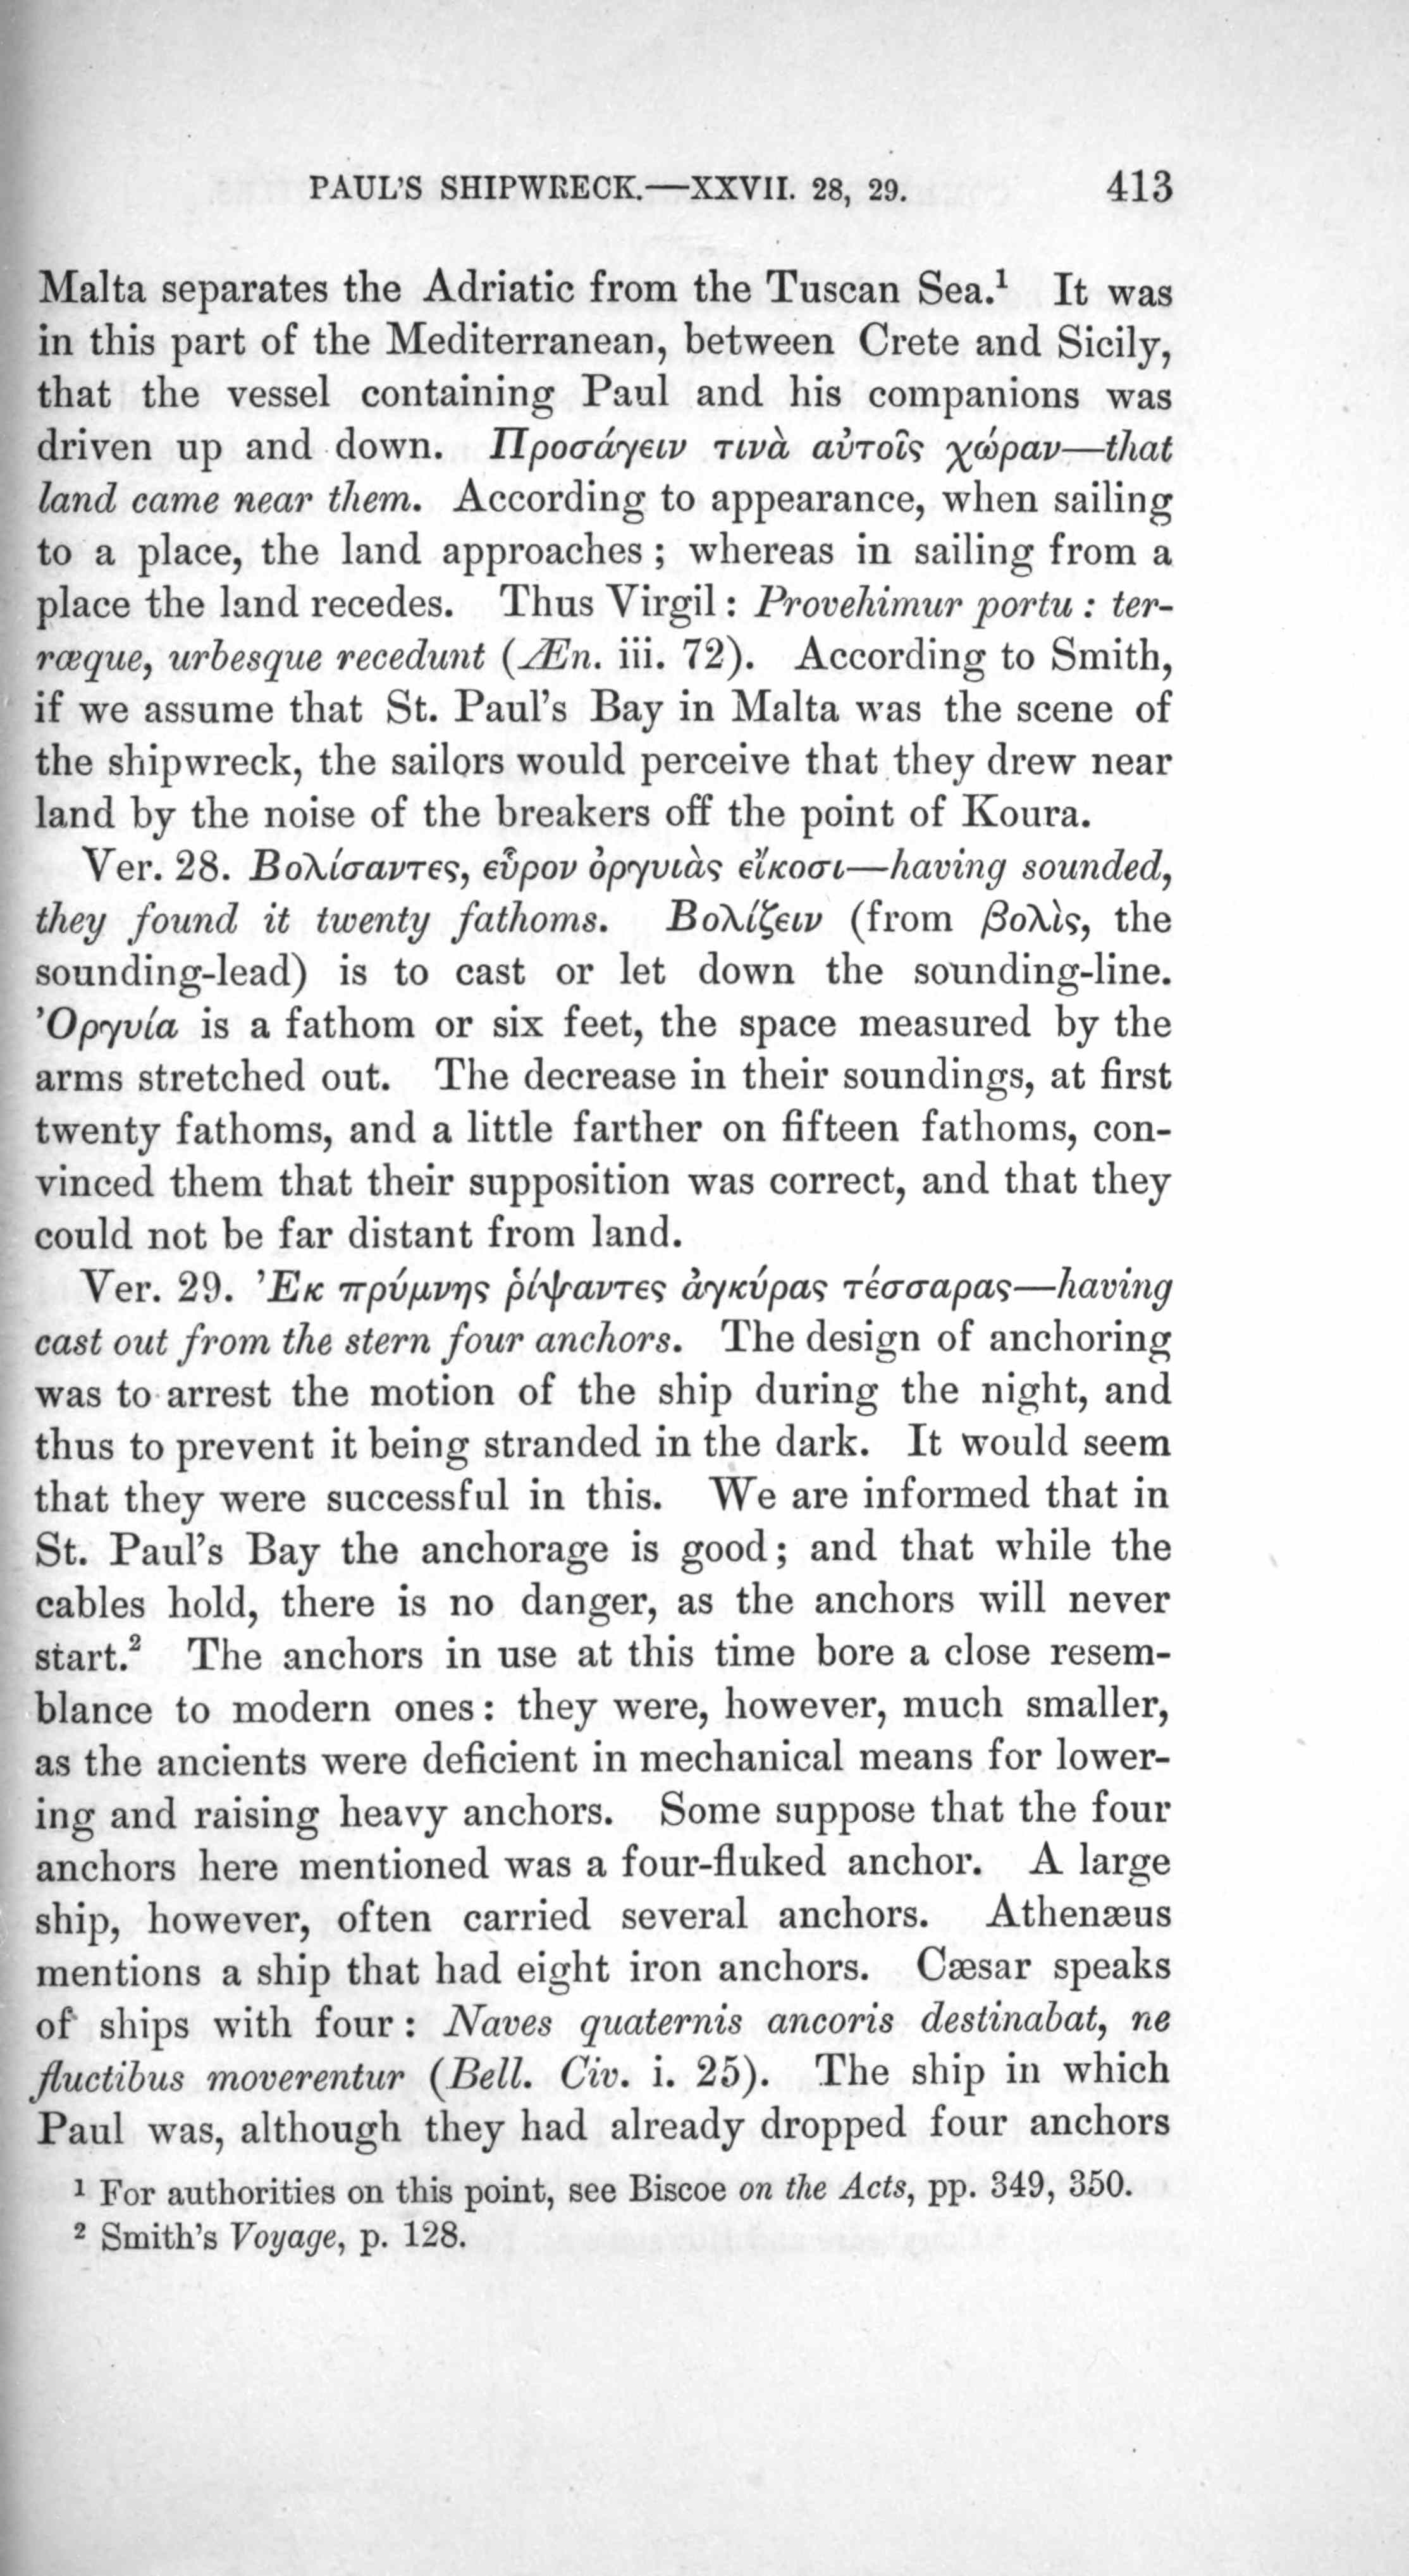 PAUL'S SHIPWRECK.—XXVII. 28, 29. 413
Malta separates the Adriatic from the Tuscan Sea.¹ It was
in this part of the Mediterranean, between Crete and Sicily,
that the vessel containing Paul and his companions was
driven up and down. Προσάγειν τινὰ αὐτοῖς χώραν—that
land came near them. According to appearance, when sailing
to a place, the land approaches; whereas in sailing from a
place the land recedes. Thus Virgil: Provehimur portu: ter-
ræque, urbesque recedunt (Æn. iii. 72). According to Smith,
if we assume that St. Paul's Bay in Malta was the scene of
the shipwreck, the sailors would perceive that they drew near
land by the noise of the breakers off the point of Koura.
Ver. 28. Βολίσαντες, εὗρον ὀργυιὰς εἴκοσι—having sounded,
they found it twenty fathoms. Βολίζειν (from βολὶς, the
sounding-lead) is to cast or let down the sounding-line.
Ὀργυία is a fathom or six feet, the space measured by the
arms stretched out. The decrease in their soundings, at first
twenty fathoms, and a little farther on fifteen fathoms, con-
vinced them that their supposition was correct, and that they
could not be far distant from land.
Ver. 29. Ἐκ πρύμνης ῥίψαντες ἀγκύρας τέσσαρας—having
cast out from the stern four anchors. The design of anchoring
was to arrest the motion of the ship during the night, and
thus to prevent it being stranded in the dark. It would seem
that they were successful in this. We are informed that in
St. Paul's Bay the anchorage is good; and that while the
cables hold, there is no danger, as the anchors will never
start.² The anchors in use at this time bore a close resem-
blance to modern ones: they were, however, much smaller,
as the ancients were deficient in mechanical means for lower-
ing and raising heavy anchors. Some suppose that the four
anchors here mentioned was a four-fluked anchor. A large
ship, however, often carried several anchors. Athenæus
mentions a ship that had eight iron anchors. Cæsar speaks
of ships with four: Naves quaternis ancoris destinabat, ne
fluctibus moverentur (Bell. Civ. i. 25). The ship in which
Paul was, although they had already dropped four anchors
¹ For authorities on this point, see Biscoe on the Acts, pp. 349, 350.
² Smith's Voyage, p. 128.